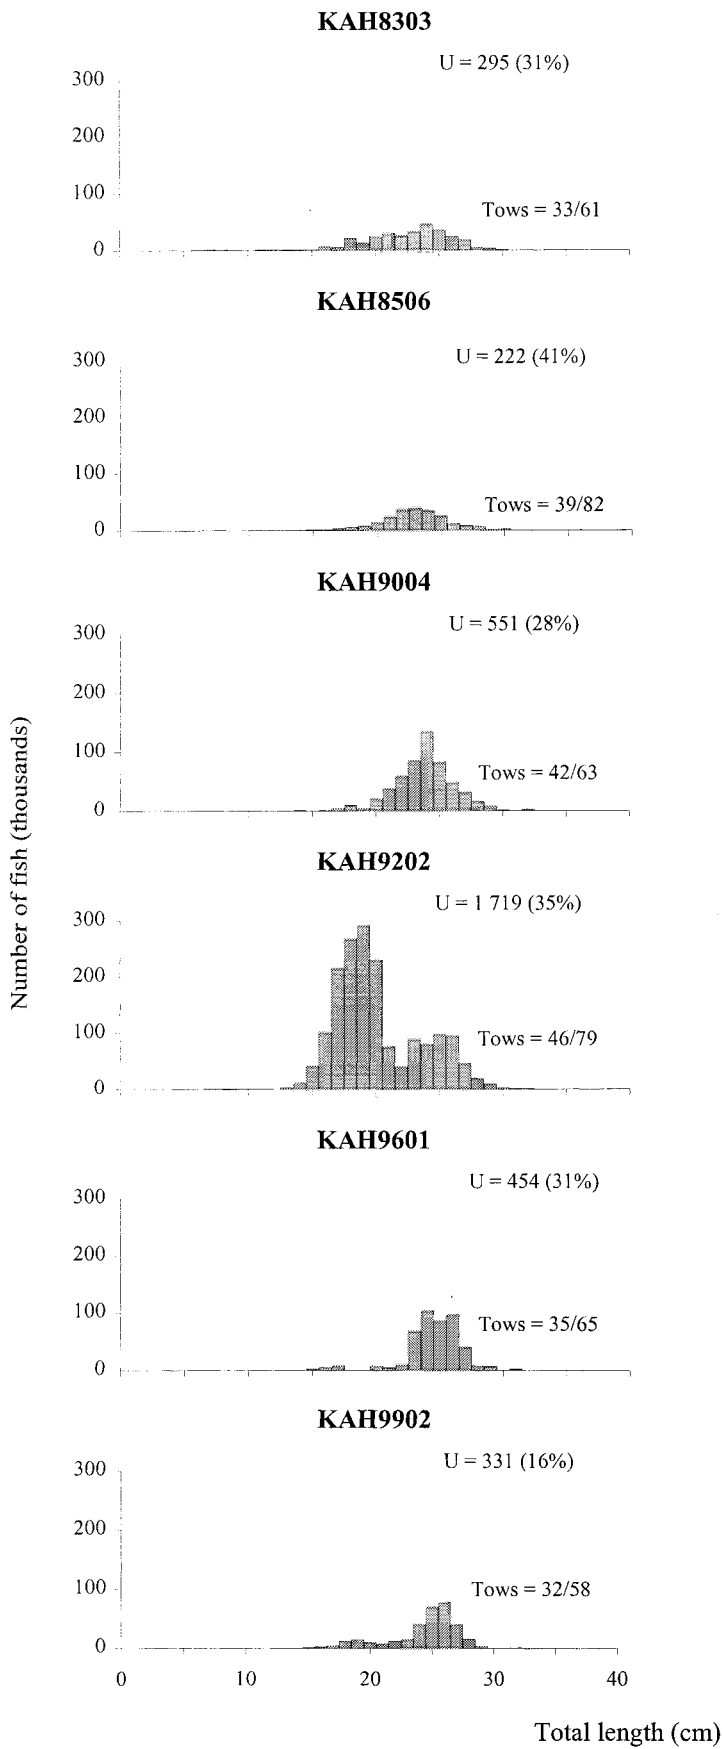 KAH8303
U = 295 (31%)
300
200
100
Tows = 33/61
0
KAH8506
U = 222 (41%)
300
200
100
Tows = 39/82
0
KAH9004
U = 551 (28%)
300
200
100
Tows = 42/63
0
Number of fish (thousands)
KAH9202
U = 1 719 (35%)
300
200
100
Tows = 46/79
0
KAH9601
U = 454 (31%)
300
200
100
Tows = 35/65
0
KAH9902
U = 331 (16%)
300
200
100
Tows = 32/58
0
0 10 20 30 40
Total length (cm)